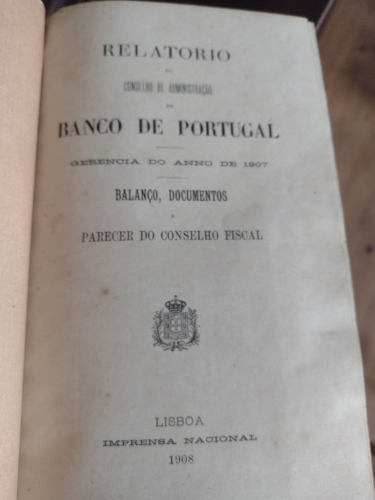 RELATORIO
DO
CONSELHO DE ADMINISTRAÇÃO
DO
BANCO DE PORTUGAL
GERENCIA DO ANNO DE 1907
BALANÇO, DOCUMENTOS
E
PARECER DO CONSELHO FISCAL
LISBOA
IMPRENSA NACIONAL
1908